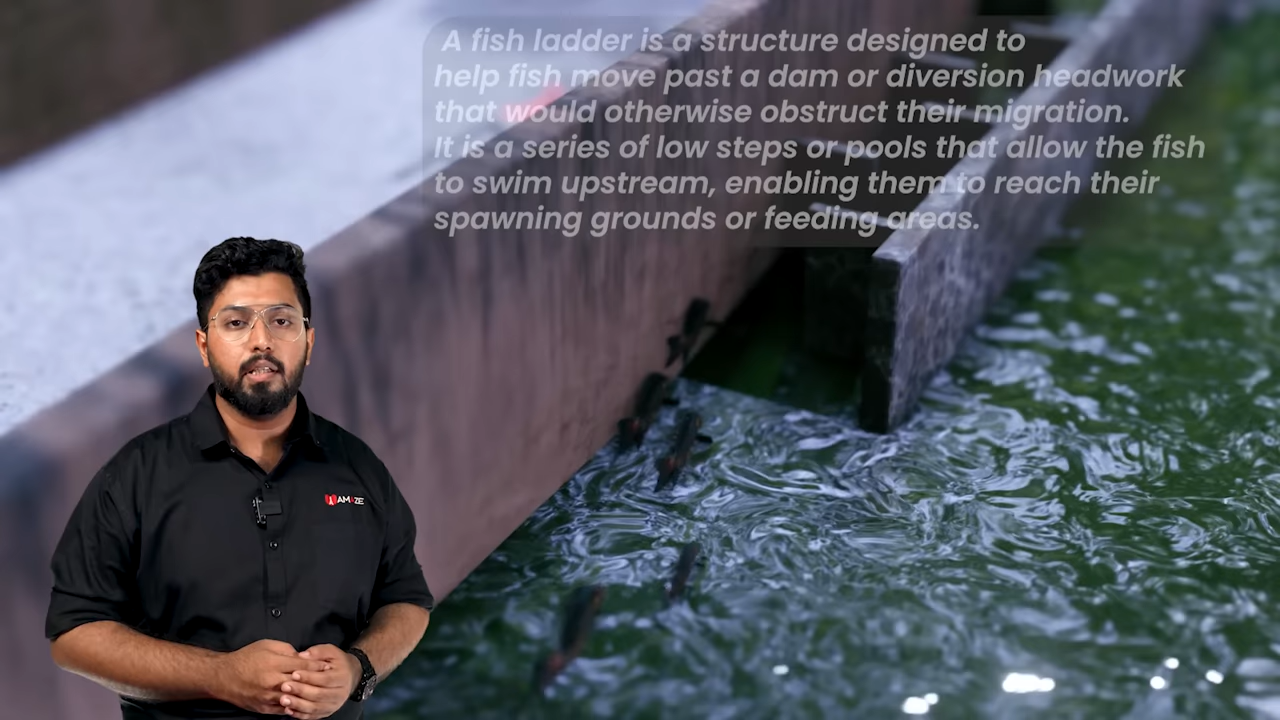 A fish ladder is a structure designed to
help fish move past a dam or diversion headwork
that would otherwise obstruct their migration.
It is a series of low steps or pools that allow the fish
to swim upstream, enabling them to reach their
spawning grounds or feeding areas.